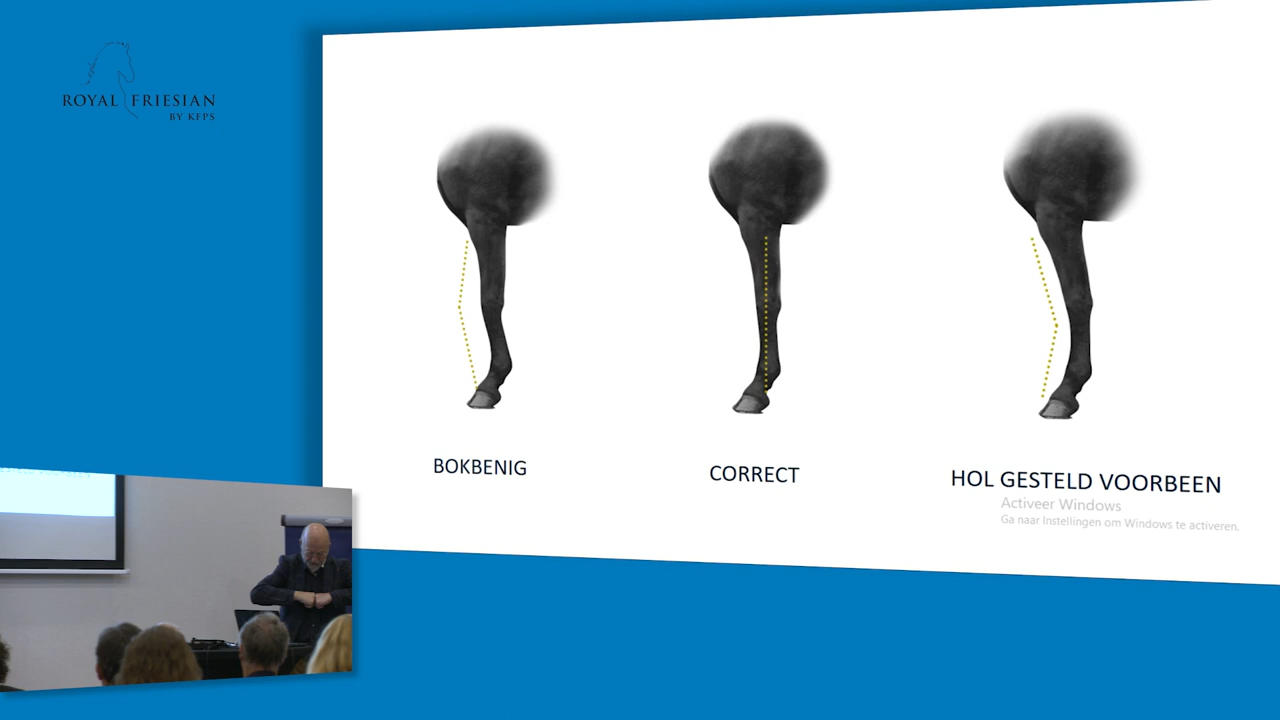 ROYAL FRIESIAN
BY KFPS
BOKBENIG
CORRECT
HOL GESTELD VOORBEEN
Activeer Windows
Ga naar Instellingen om Windows te activeren.